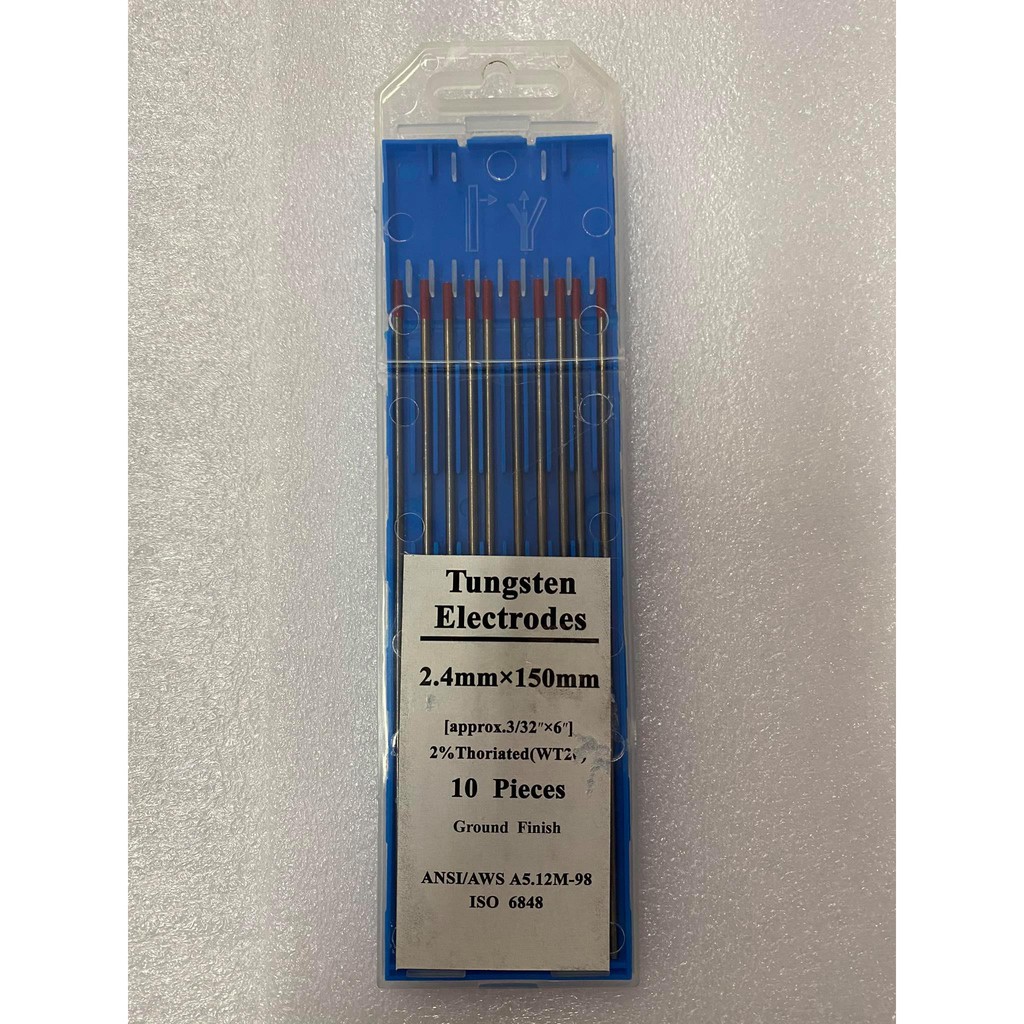 Tungsten
Electrodes
2.4mm×150mm
[approx.3/32"×6"]
2%Thoriated
10 Pieces
Ground Finish
ANSI/AWS A5.12M-98
ISO 6848